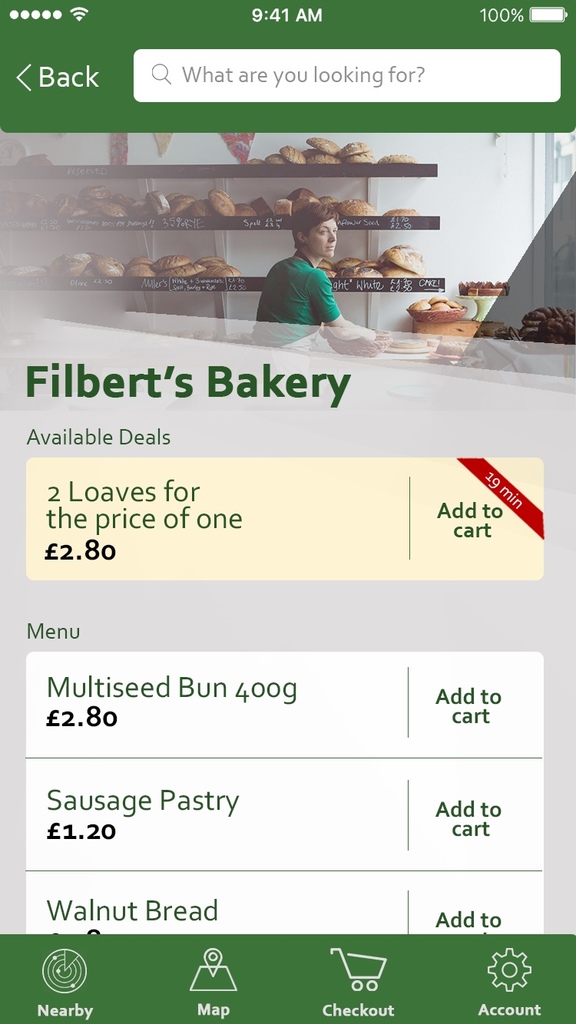 9:41 AM 100%
Back
What are you looking for?
RESERVED
Filbert's Bakery
Available Deals
2 Loaves for
the price of one
£2.80
Add to
cart
19 min
Menu
Multiseed Bun 400g
£2.80
Add to
cart
Sausage Pastry
£1.20
Add to
cart
Walnut Bread
Add to
Nearby
Map
Checkout
Account